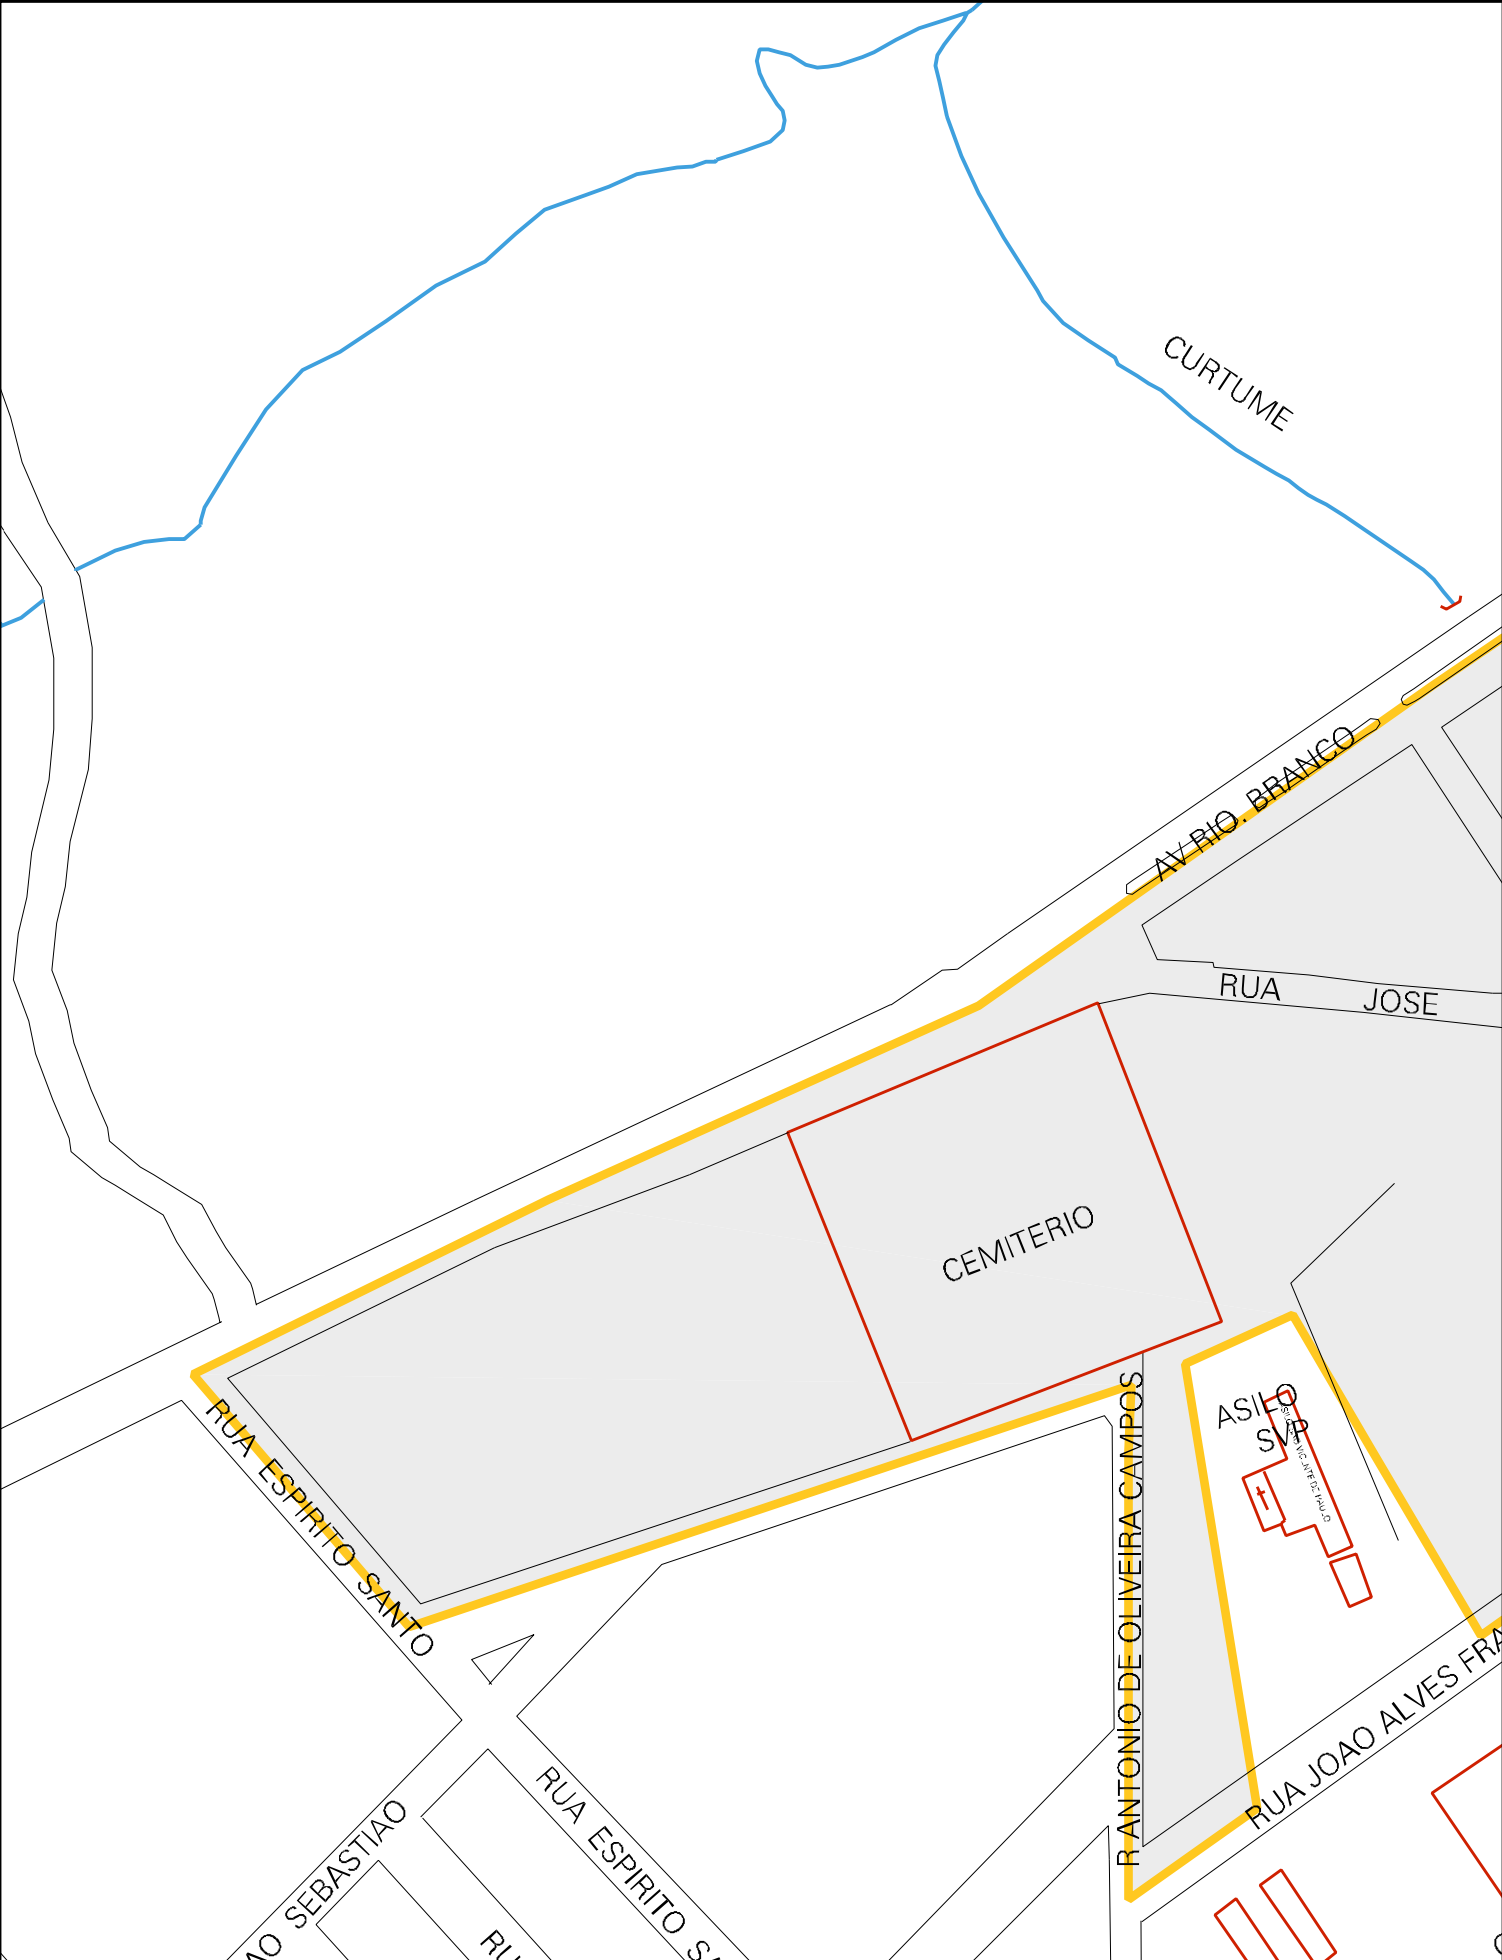 CURTUME
AV RIO. BRANCO
RUA JOSE
CEMITERIO
ASILO
SVP
RUA ESPIRITO SANTO
R ANTONIO DE OLIVEIRA CAMPOS
RUA JOAO ALVES FRA
RUA ESPIRITO SA
AO SEBASTIAO
RU